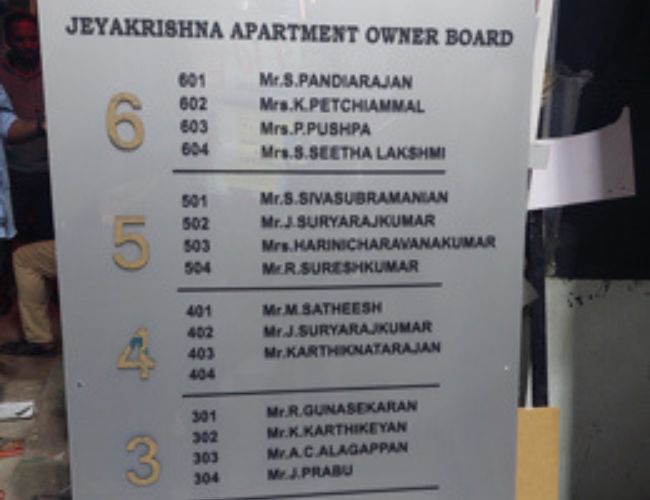 JEYAKRISHNA APARTMENT OWNER BOARD
6
601 Mr.S.PANDIARAJAN
602 Mrs.K.PETCHIAMMAL
603 Mrs.P.PUSHPA
604 Mrs.S.SEETHA LAKSHMI
5
501 Mr.S.SIVASUBRAMANIAN
502 Mr.J.SURYARAJKUMAR
503 Mrs.HARINICHARAVANAKUMAR
504 Mr.R.SURESHKUMAR
4
401 Mr.M.SATHEESH
402 Mr.J.SURYARAJKUMAR
403 Mr.KARTHIKNATARAJAN
404
3
301 Mr.R.GUNASEKARAN
302 Mr.K.KARTHIKEYAN
303 Mr.A.C.ALAGAPPAN
304 Mr.J.PRABU